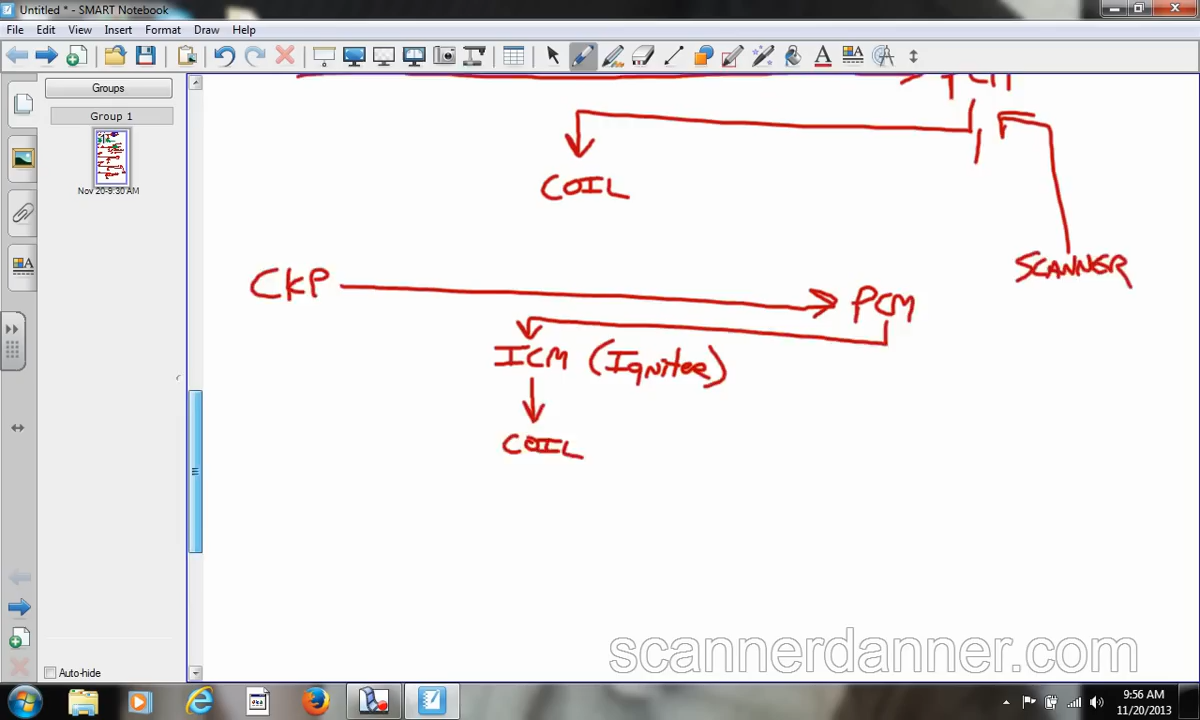 Untitled * - SMART Notebook
File Edit View Insert Format Draw Help
Groups
Group 1
Nov 20-9:30 AM
PCM
COIL
SCANNER
CKP
PCM
ICM (Igniter)
COIL
scannerdanner.com
Auto-hide
9:56 AM
11/20/2013